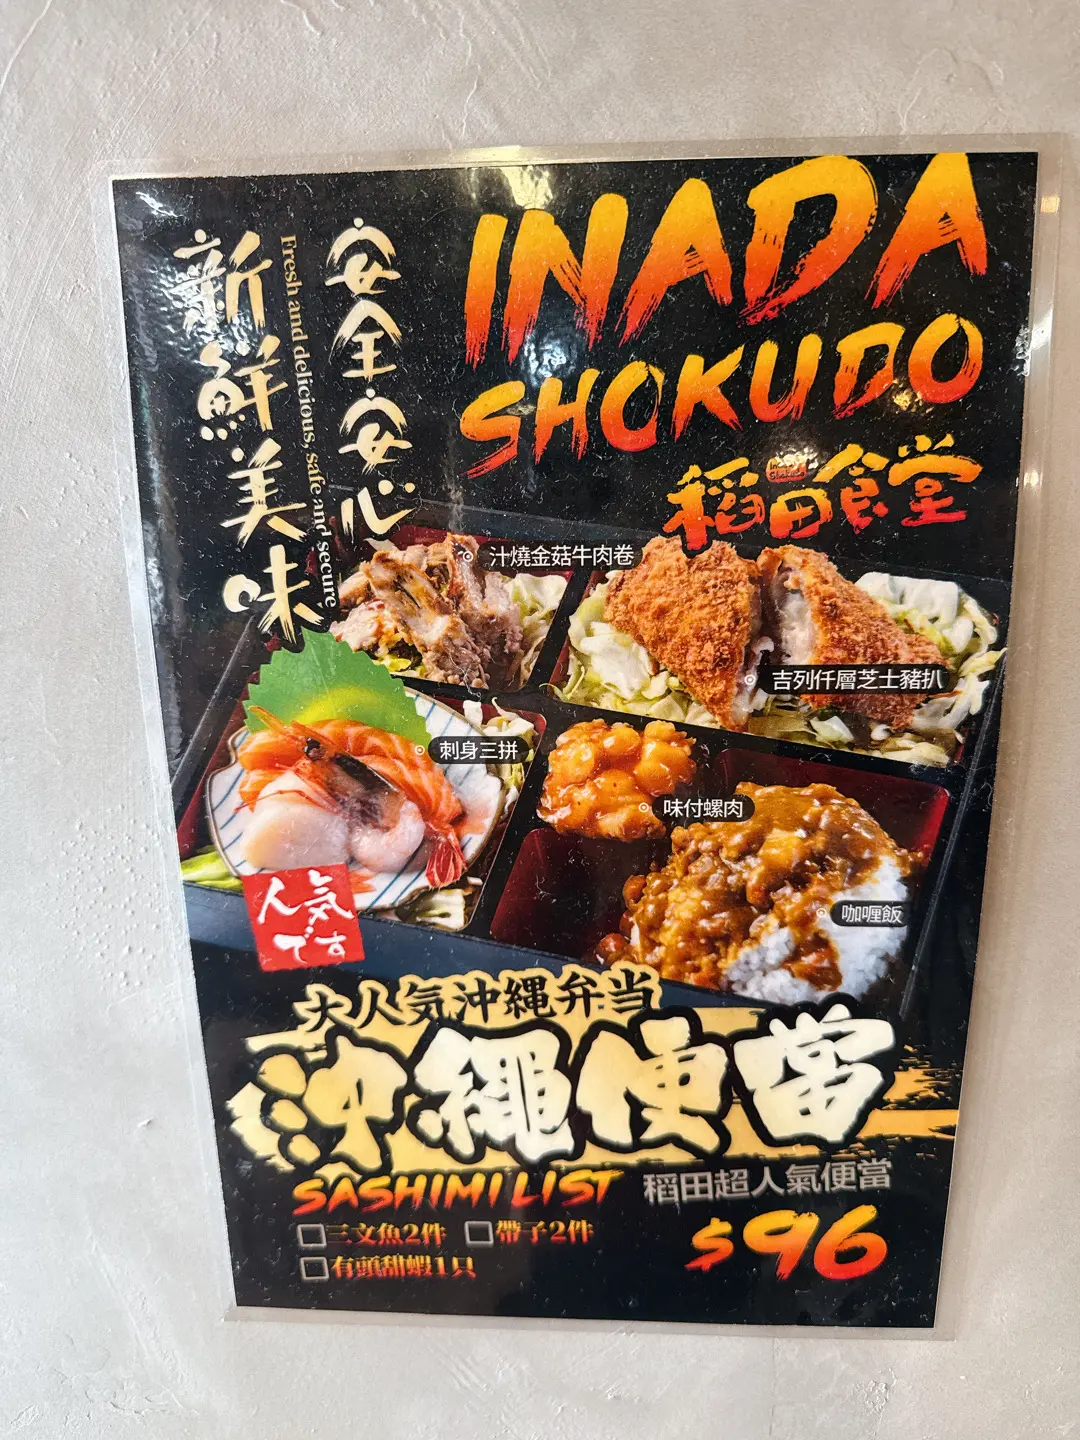 INADA
SHOKUDO
稻田食堂
Inada
Shokudo
安全安心
Fresh and delicious, safe and secure
新鮮美味
汁燒金菇牛肉卷
吉列仟層芝士豬扒
刺身三拼
味付螺肉
咖喱飯
人気
です
大人気沖縄弁当
沖繩便當
SASHIMI LIST
稻田超人氣便當
三文魚2件 帶子2件
有頭甜蝦1只
$96